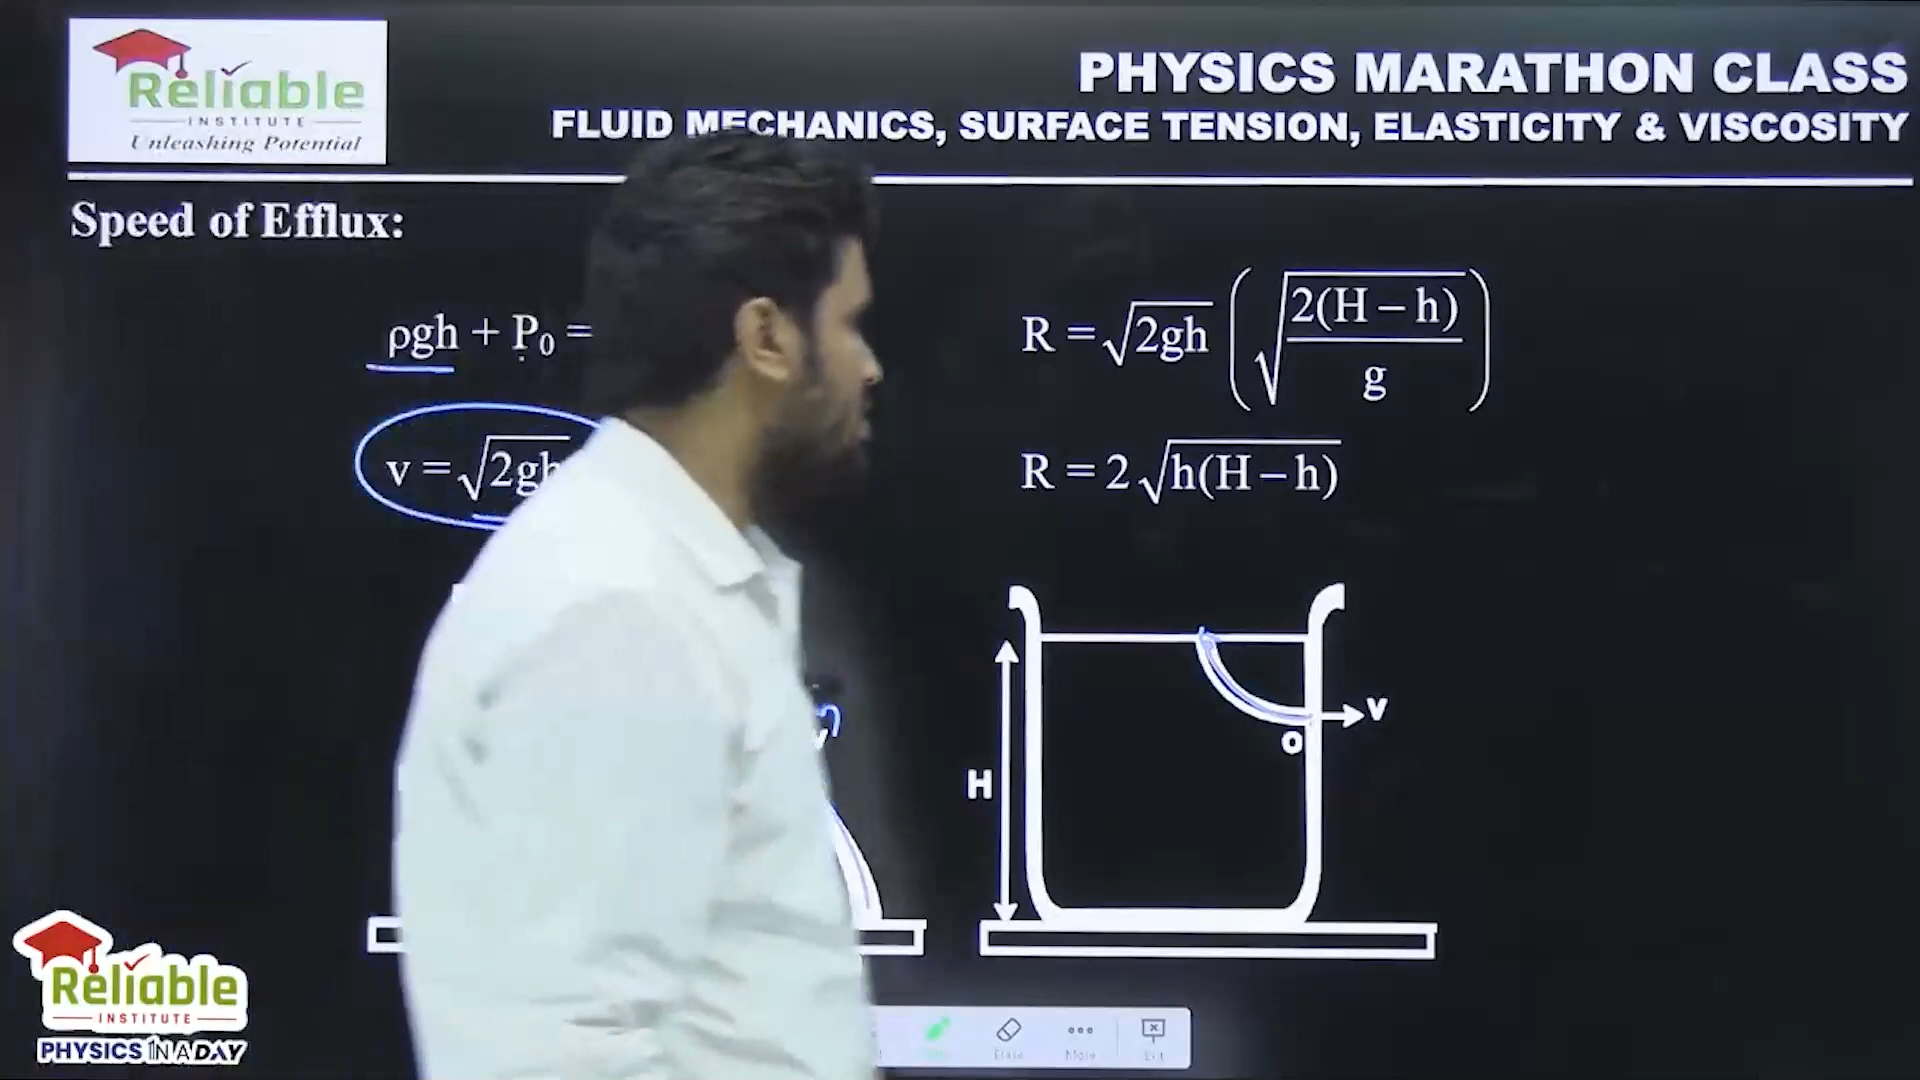 Reliable
INSTITUTE
Unleashing Potential
PHYSICS MARATHON CLASS
FLUID MECHANICS, SURFACE TENSION, ELASTICITY & VISCOSITY
Speed of Efflux:
ρgh + P₀ =
v = √2gh
R = √2gh (√(2(H – h)/g))
R = 2 √h(H – h)
H
O
v
Reliable
INSTITUTE
PHYSICS IN A DAY
Erase
More
Exit